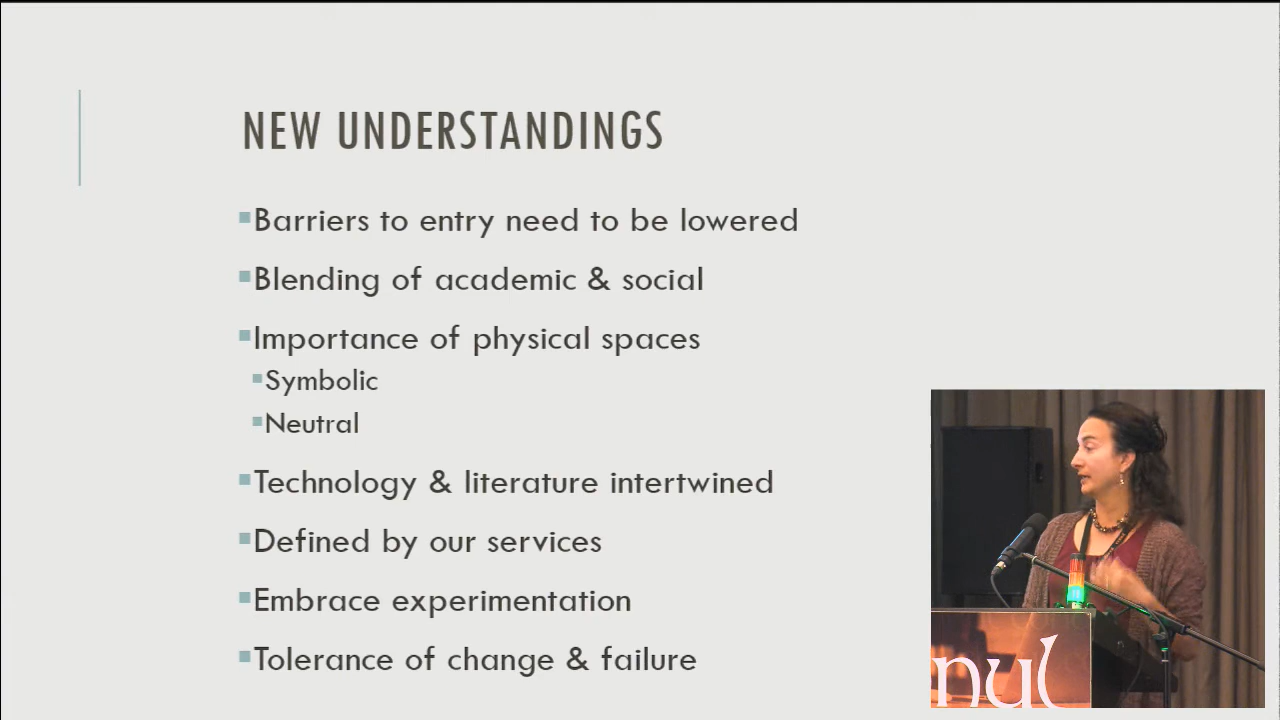 NEW UNDERSTANDINGS
Barriers to entry need to be lowered
Blending of academic & social
Importance of physical spaces
Symbolic
Neutral
Technology & literature intertwined
Defined by our services
Embrace experimentation
Tolerance of change & failure
nul